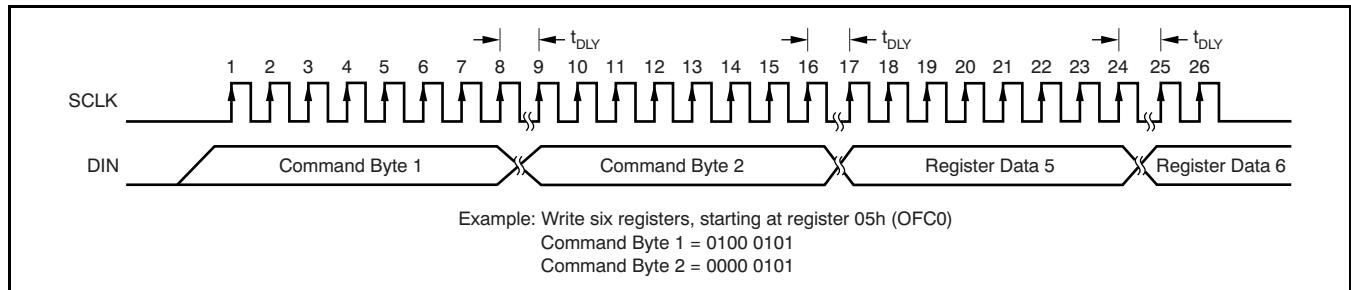 t_DLY t_DLY t_DLY
1 2 3 4 5 6 7 8 9 10 11 12 13 14 15 16 17 18 19 20 21 22 23 24 25 26
SCLK
DIN Command Byte 1 Command Byte 2 Register Data 5 Register Data 6
Example: Write six registers, starting at register 05h (OFC0)
Command Byte 1 = 0100 0101
Command Byte 2 = 0000 0101